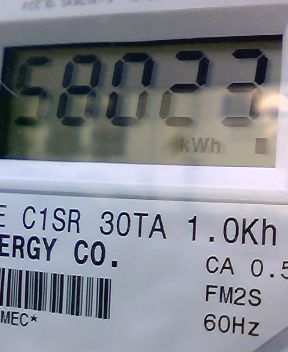 58023
kWh
E C1SR 30TA 1.0Kh
ERGY CO.
CA 0.5
FM2S
MEC*
60Hz